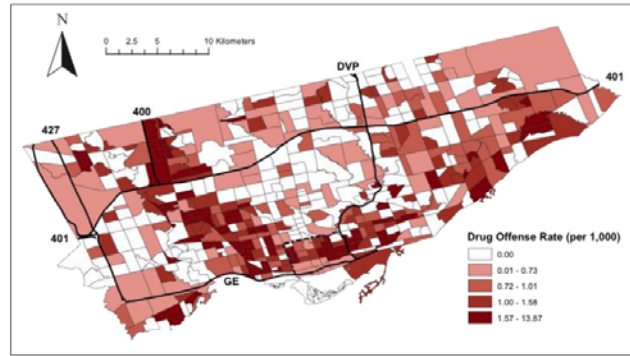 N
0 2.5 5 10 Kilometers
DVP
401
400
427
401
GE
Drug Offense Rate (per 1,000)
0.00
0.01 - 0.73
0.72 - 1.01
1.00 - 1.58
1.57 - 13.87